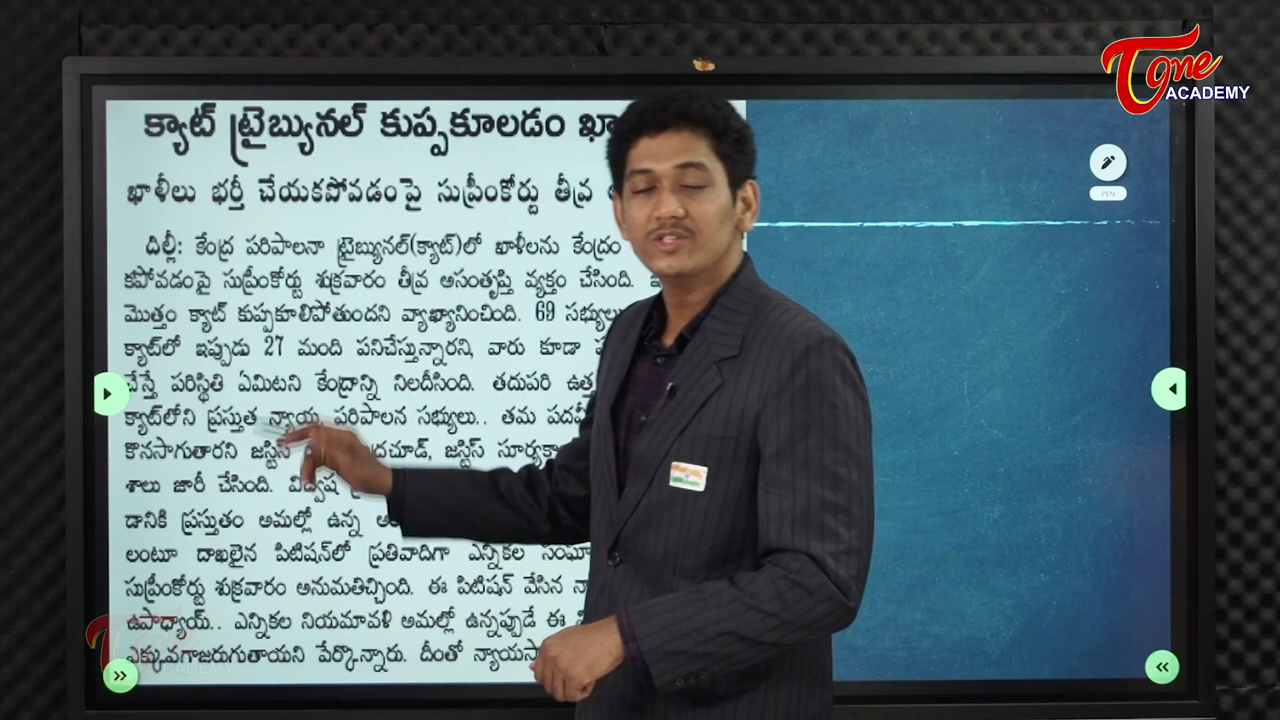 క్యాట్ ట్రైబ్యునల్ కుప్పకూలడం
ఖాళీలు భర్తీ చేయకపోవడంపై సుప్రీంకోర్టు తీవ్ర
దిల్లీ: కేంద్ర పరిపాలనా ట్రైబ్యునల్(క్యాట్)లో ఖాళీలను కేంద్రం
కపోవడంపై సుప్రీంకోర్టు శుక్రవారం తీవ్ర అసంతృప్తి వ్యక్తం చేసింది.
మొత్తం క్యాట్ కుప్పకూలిపోతుందని వ్యాఖ్యానించింది. 69 సభ్యులు
క్యాట్‌లో ఇప్పుడు 27 మంది పనిచేస్తున్నారని, వారు కూడా
చేస్తే పరిస్థితి ఏమిటని కేంద్రాన్ని నిలదీసింది. తదుపరి
క్యాట్‌లోని ప్రస్తుత న్యాయ, పరిపాలన సభ్యులు.. తమ
కొనసాగుతారని జస్టిస్ ద్రచూడ్, జస్టిస్
శాలు జారీ చేసింది. విద్వేష
డానికి ప్రస్తుతం అమల్లో ఉన్న
లంటూ దాఖలైన పిటిషన్‌లో ప్రతివాదిగా ఎన్నికల
సుప్రీంకోర్టు శుక్రవారం అనుమతిచ్చింది. ఈ పిటిషన్ వేసిన
ఉపాధ్యాయ్.. ఎన్నికల నియమావళి అమల్లో ఉన్నప్పుడే ఈ
ఎక్కువగాజరుగుతాయని పేర్కొన్నారు. దీంతో
Tone
ACADEMY
PEN